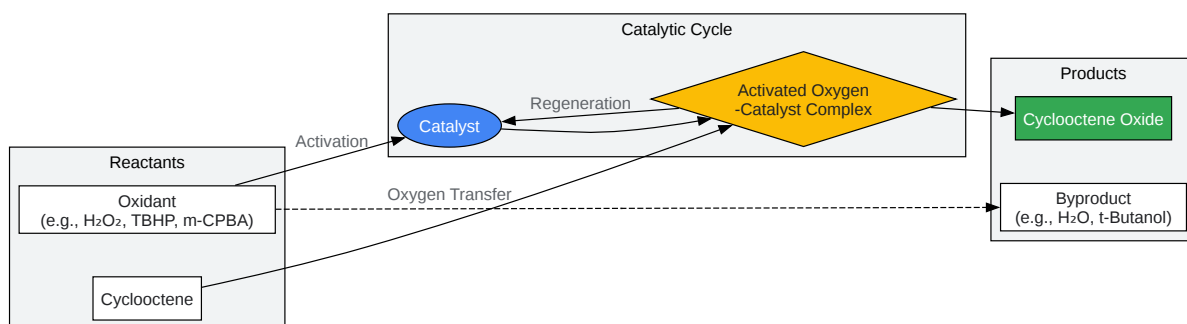 Catalytic Cycle
Products
Activated Oxygen
-Catalyst Complex
Regeneration
Catalyst
Cyclooctene Oxide
Activation
Reactants
Oxidant
(e.g., H₂O₂, TBHP, m-CPBA)
Oxygen Transfer
Byproduct
(e.g., H₂O, t-Butanol)
Cyclooctene